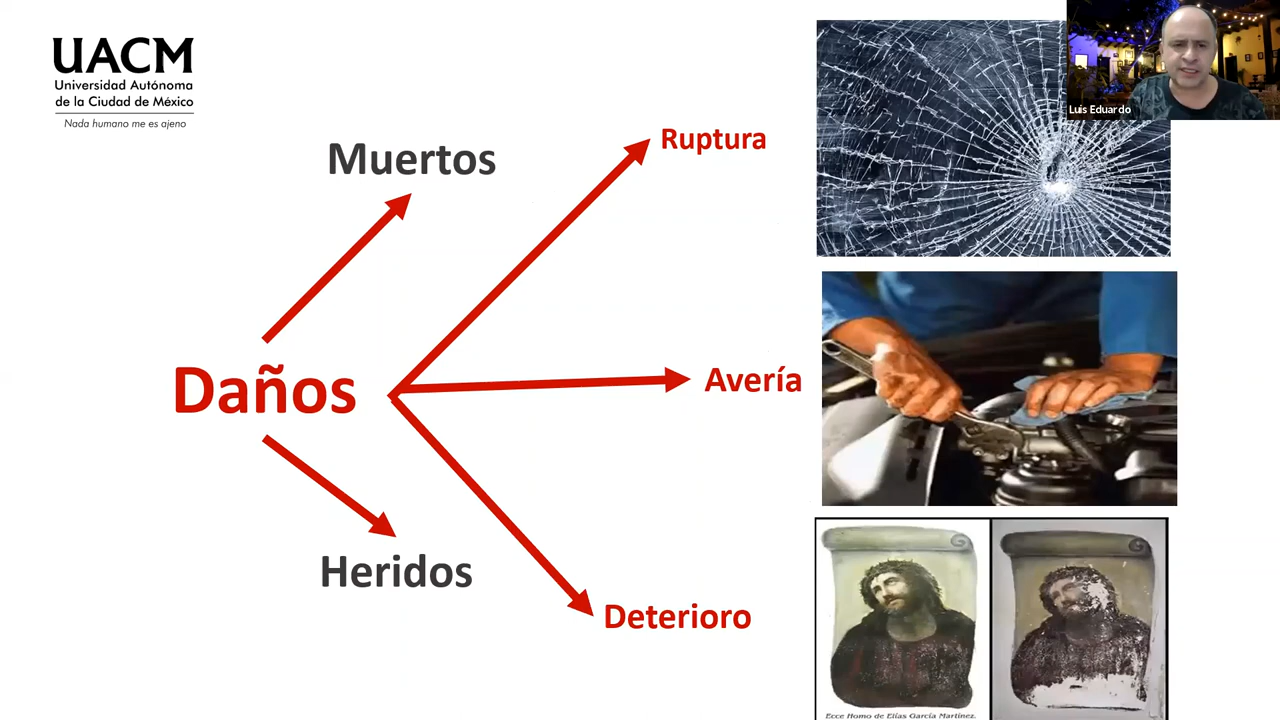 UACM
Universidad Autónoma
de la Ciudad de México
Nada humano me es ajeno
Luis Eduardo
Muertos
Ruptura
Daños
Avería
Heridos
Deterioro
Ecce Homo de Elías García Martínez.